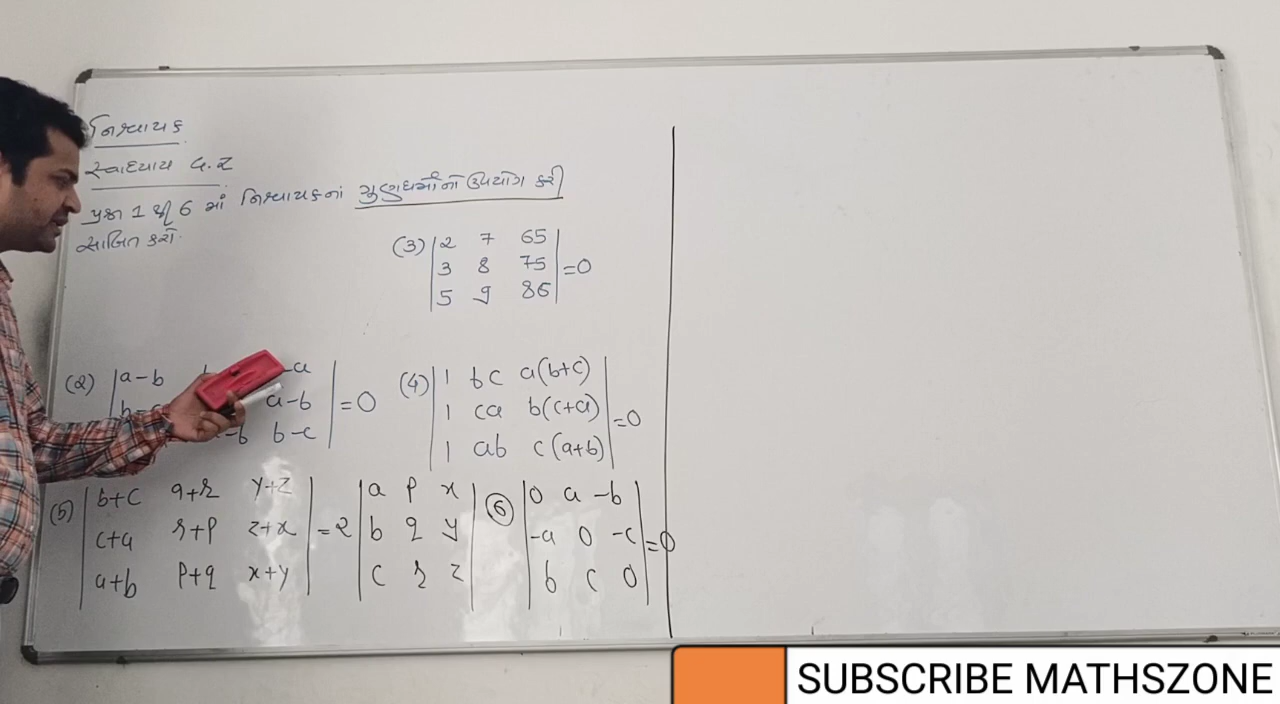 નિશ્ચાયક
સ્વાધ્યાય 4.2
પ્રશ્ન 1 થી 6 માં નિશ્ચાયકનાં ગુણધર્મોનો ઉપયોગ કરી
સાબિત કરો.
(3) | 2 7 65 |
| 3 8 75 | =0
| 5 9 86 |
(2) | a-b -a |
a-b | =0
-b b-c |
(4) | 1 bc a(b+c) |
| 1 ca b(c+a) | =0
| 1 ab c(a+b) |
(5) | b+c q+r y+z | | a p x |
| c+a r+p z+x | =2 | b q y |
| a+b p+q x+y | | c r z |
(6) | 0 a -b |
| -a 0 -c | =0
| b c 0 |
SUBSCRIBE MATHSZONE